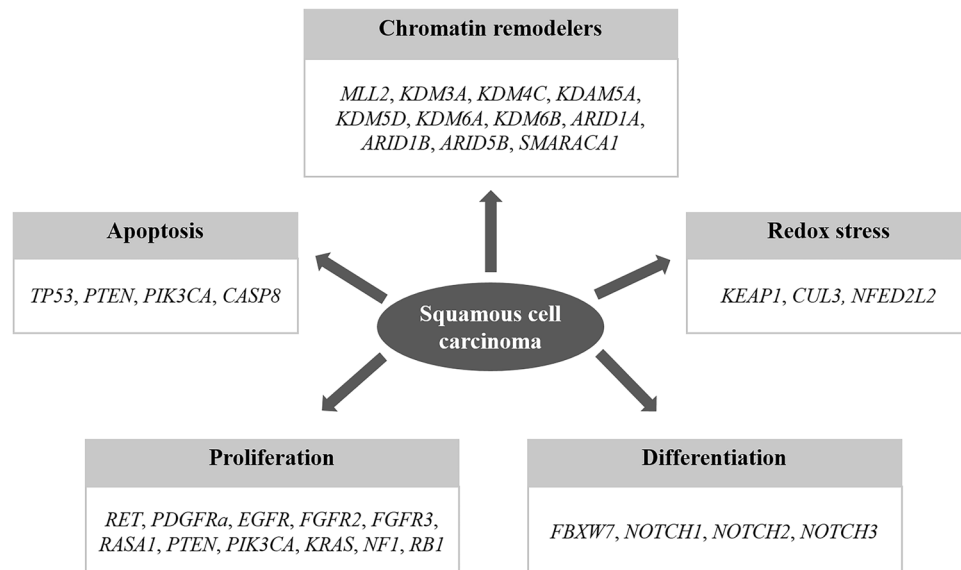 Chromatin remodelers
MLL2, KDM3A, KDM4C, KDAM5A,
KDM5D, KDM6A, KDM6B, ARID1A,
ARID1B, ARID5B, SMARACA1
Apoptosis
TP53, PTEN, PIK3CA, CASP8
Redox stress
KEAP1, CUL3, NFED2L2
Squamous cell
carcinoma
Proliferation
RET, PDGFRa, EGFR, FGFR2, FGFR3,
RASA1, PTEN, PIK3CA, KRAS, NF1, RB1
Differentiation
FBXW7, NOTCH1, NOTCH2, NOTCH3